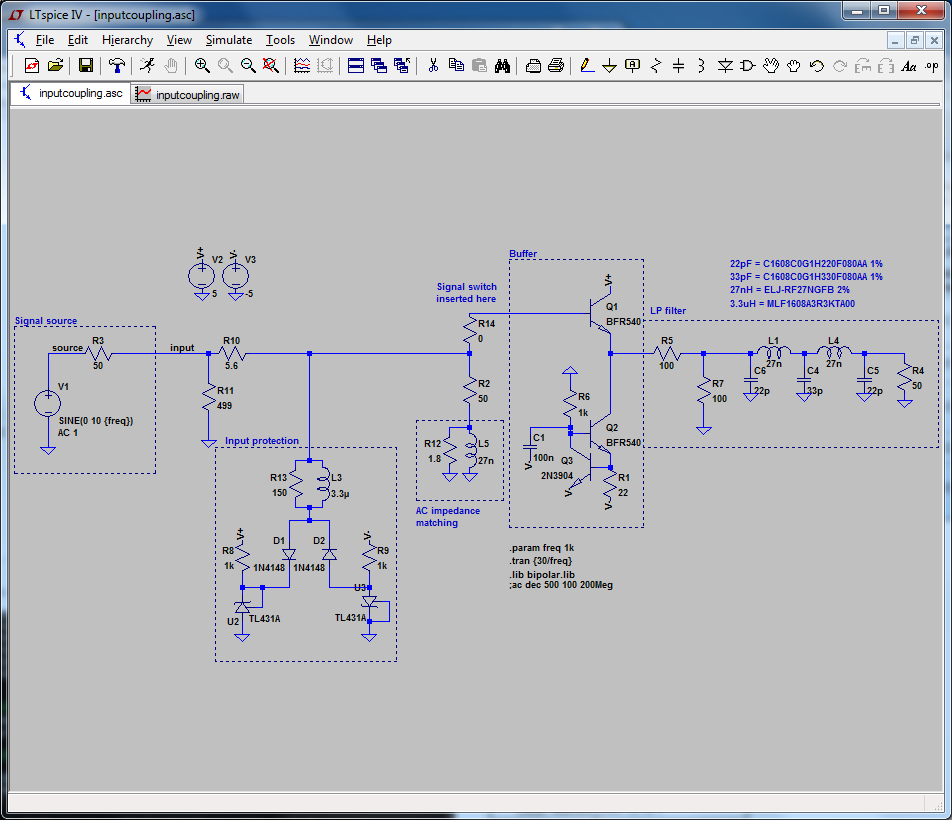 LTspice IV - [inputcoupling.asc]
File Edit Hierarchy View Simulate Tools Window Help
Aa .op
inputcoupling.asc inputcoupling.raw
V+ V2 V- V3
5 -5
Signal source
source R3
50
V1
SINE(0 10 {freq})
AC 1
input R10
5.6
R11
499
Input protection
R13
150
L3
3.3µ
V+
R8
1k
D1
1N4148
D2
1N4148
V-
R9
1k
U2 TL431A
U3
TL431A
Signal switch
inserted here
R14
0
R2
50
R12
1.8
L5
27n
AC impedance
matching
Buffer
V+
Q1
BFR540
R6
1k
C1
100n
V-
Q2
BFR540
Q3
2N3904
V-
R1
22
V-
.param freq 1k
.tran {30/freq}
.lib bipolar.lib
;ac dec 500 100 200Meg
22pF = C1608C0G1H220F080AA 1%
33pF = C1608C0G1H330F080AA 1%
27nH = ELJ-RF27NGFB 2%
3.3uH = MLF1608A3R3KTA00
LP filter
R5
100
R7
100
L1
27n
L4
27n
C6
22p
C4
33p
C5
22p
R4
50